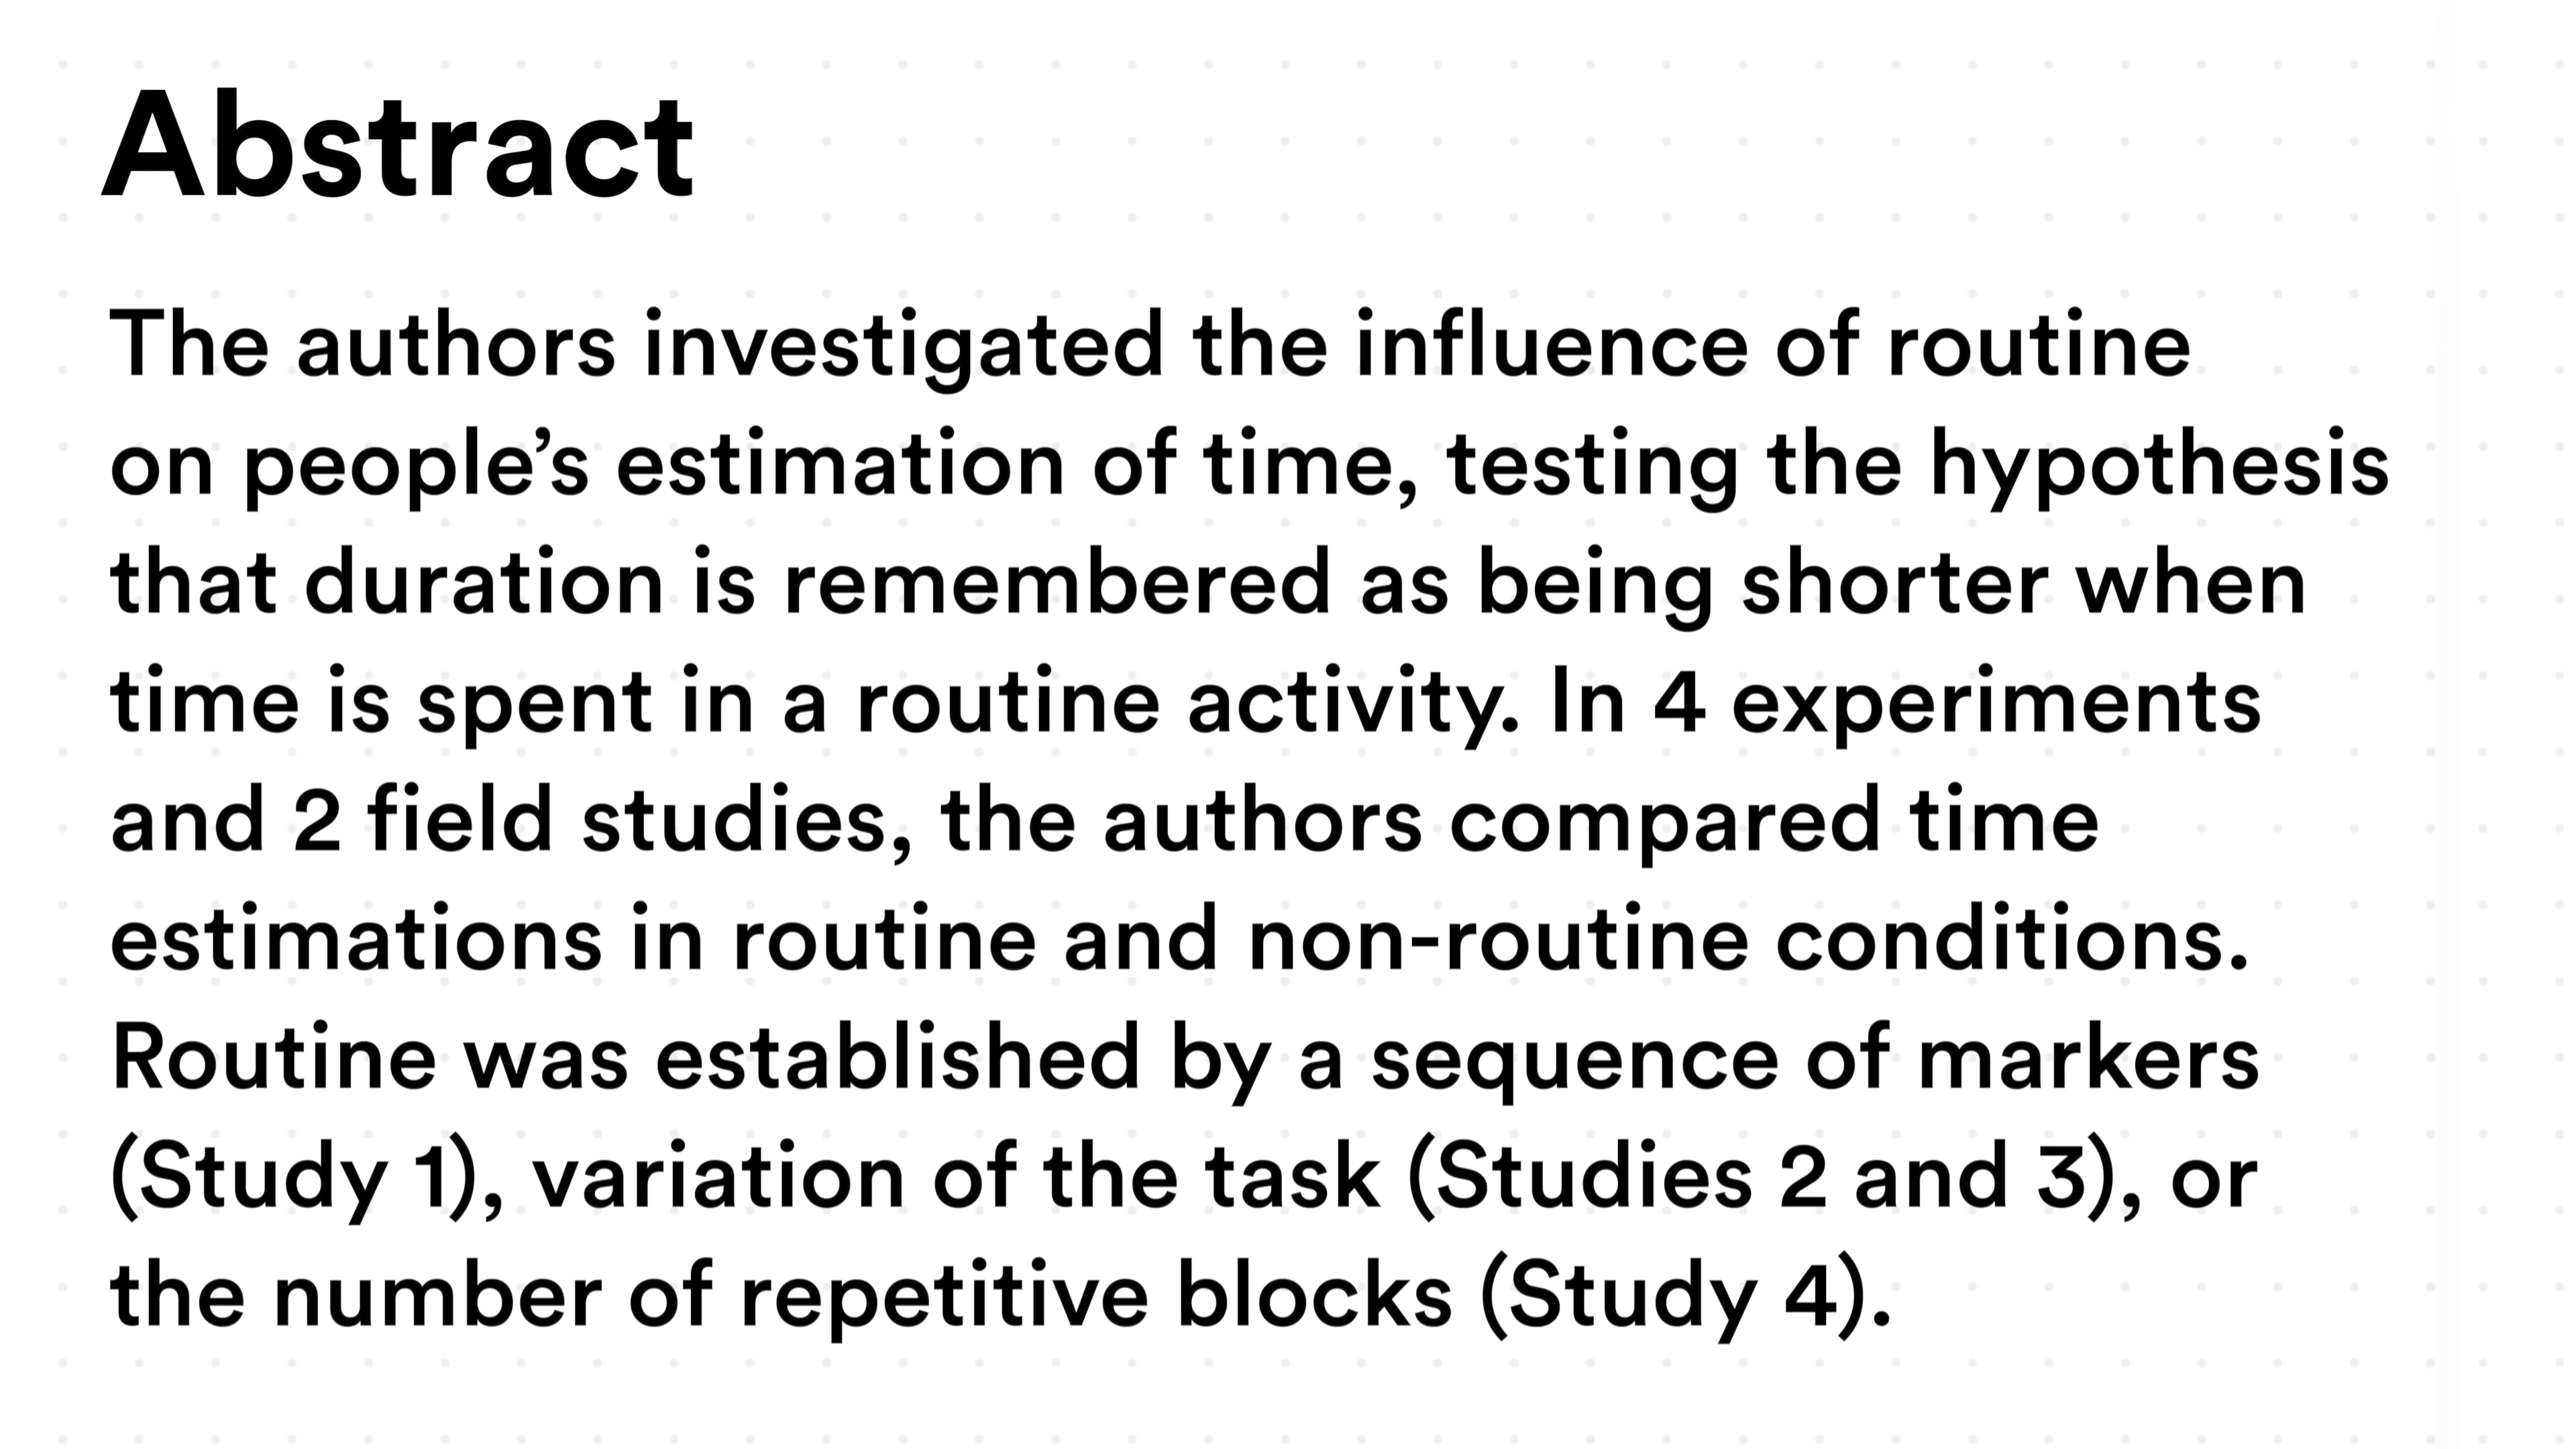 Abstract
The authors investigated the influence of routine
on people’s estimation of time, testing the hypothesis
that duration is remembered as being shorter when
time is spent in a routine activity. In 4 experiments
and 2 field studies, the authors compared time
estimations in routine and non-routine conditions.
Routine was established by a sequence of markers
(Study 1), variation of the task (Studies 2 and 3), or
the number of repetitive blocks (Study 4).